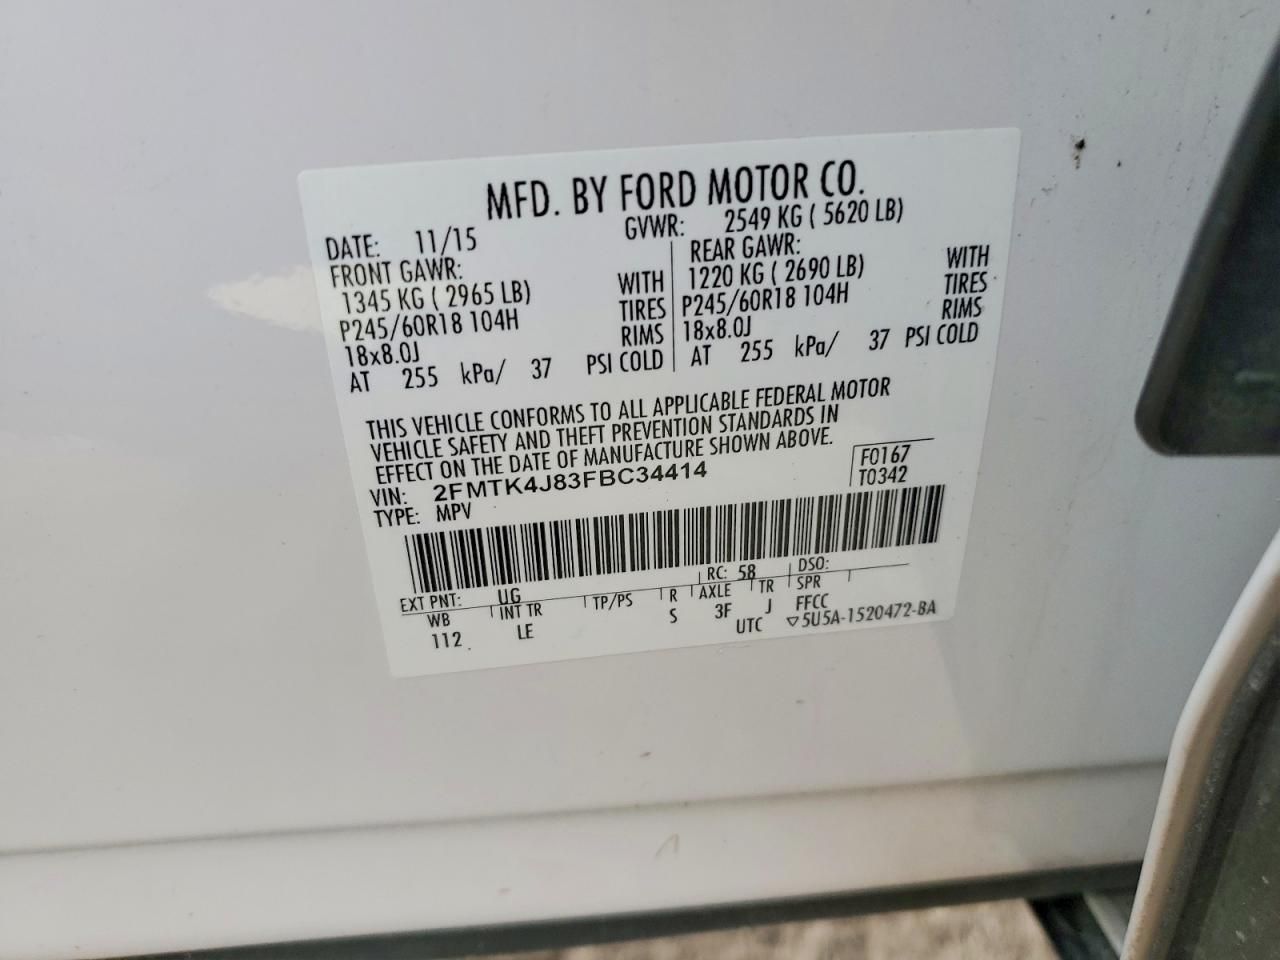 MFD. BY FORD MOTOR CO.
DATE: 11/15 GVWR: 2549 KG ( 5620 LB)
FRONT GAWR: REAR GAWR:
1345 KG ( 2965 LB) WITH 1220 KG ( 2690 LB) WITH
P245/60R18 104H TIRES P245/60R18 104H TIRES
18x8.0J RIMS 18x8.0J RIMS
AT 255 kPa/ 37 PSI COLD AT 255 kPa/ 37 PSI COLD
THIS VEHICLE CONFORMS TO ALL APPLICABLE FEDERAL MOTOR
VEHICLE SAFETY AND THEFT PREVENTION STANDARDS IN
EFFECT ON THE DATE OF MANUFACTURE SHOWN ABOVE.
VIN: 2FMTK4J83FBC34414 F0167
TYPE: MPV T0342
EXT PNT: UG RC: 58 DSO:
WB INT TR TP/PS R AXLE TR SPR
112 LE S 3F J FFCC
UTC ▽5U5A-1520472-BA